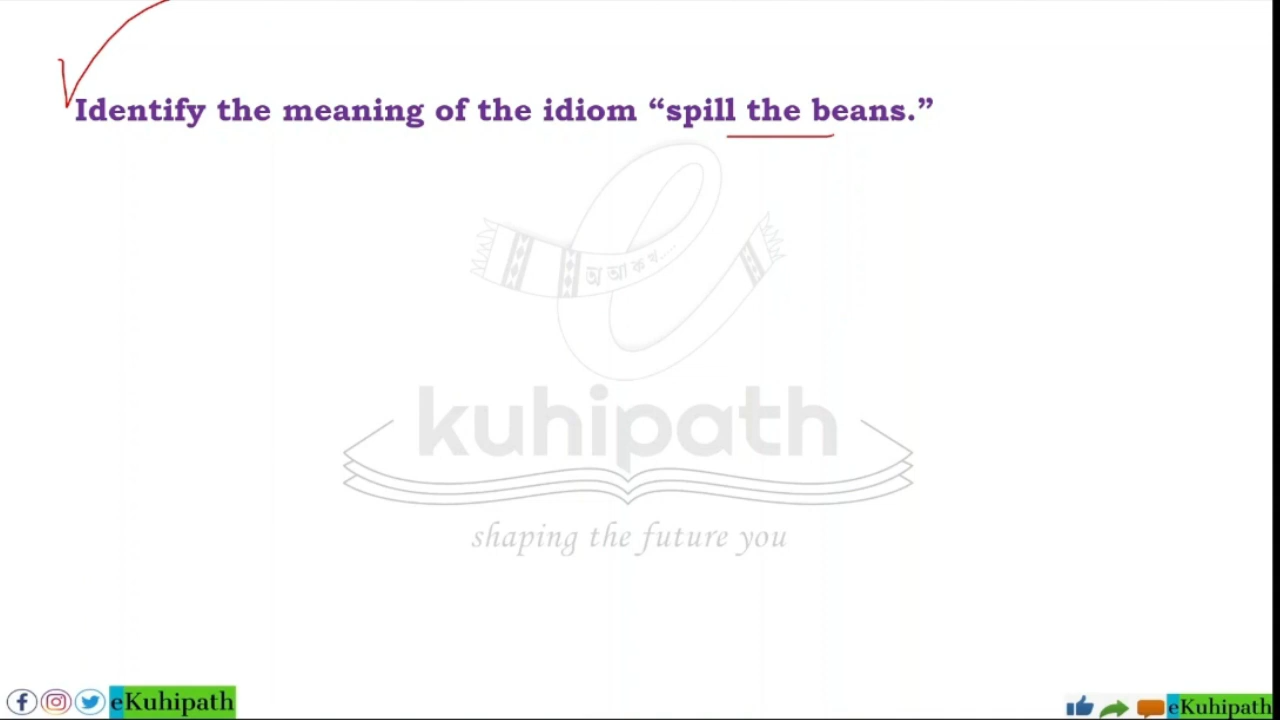 Identify the meaning of the idiom “spill the beans.”
অ আ ক খ....
kuhipath
shaping the future you
eKuhipath
eKuhipath